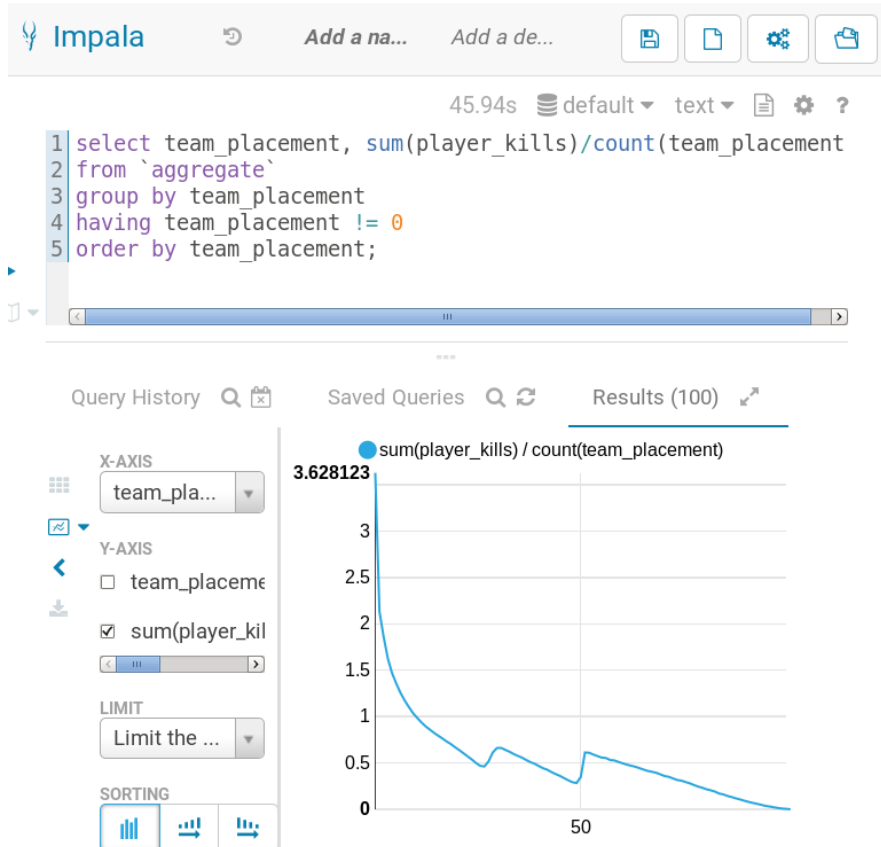 Impala Add a na... Add a de...
45.94s default text ?
1 select team_placement, sum(player_kills)/count(team_placement
2 from `aggregate`
3 group by team_placement
4 having team_placement != 0
5 order by team_placement;
Query History Saved Queries Results (100)
X-AXIS
team_pla...
Y-AXIS
team_placeme
sum(player_kil
LIMIT
Limit the ...
SORTING
sum(player_kills) / count(team_placement)
3.628123
3
2.5
2
1.5
1
0.5
0
50